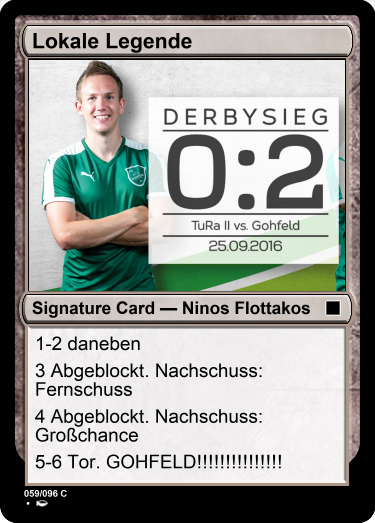 Lokale Legende
DERBYSIEG
0:2
TuRa II vs. Gohfeld
25.09.2016
Signature Card — Ninos Flottakos
1-2 daneben
3 Abgeblockt. Nachschuss:
Fernschuss
4 Abgeblockt. Nachschuss:
Großchance
5-6 Tor. GOHFELD!!!!!!!!!!!!!!!
059/096 C